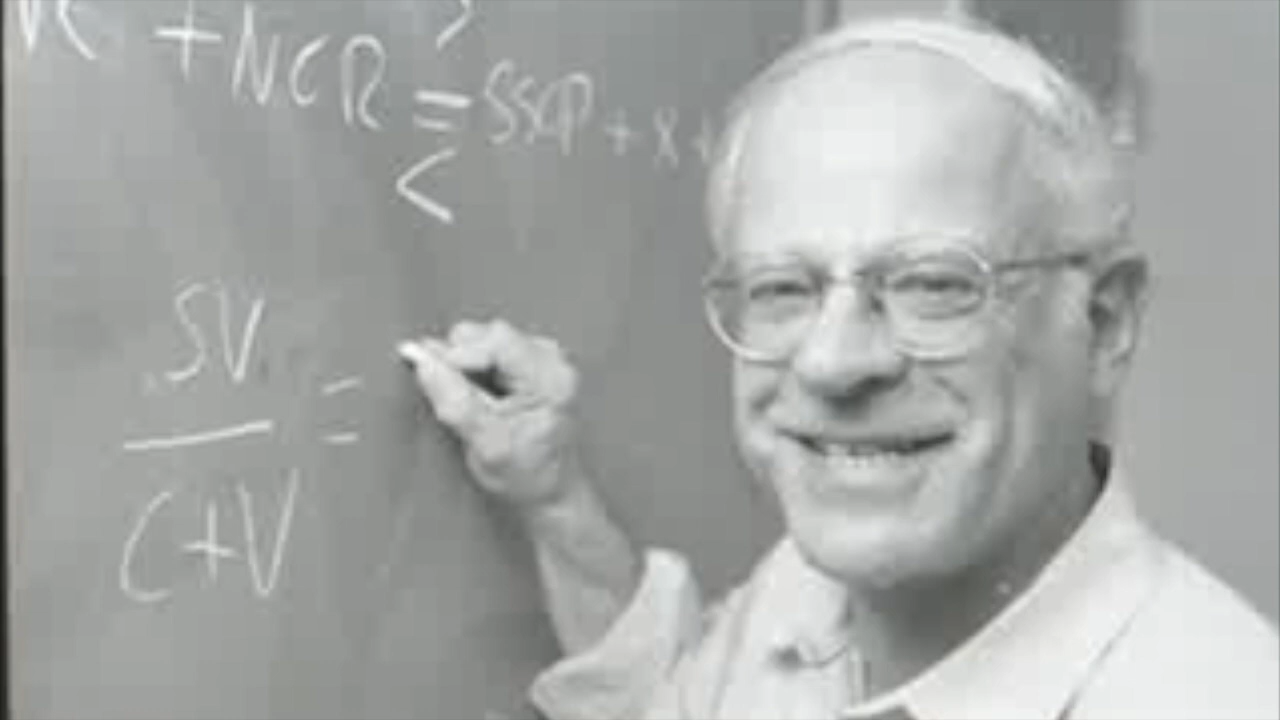 + NCR = SSCP + X +
<
SV
=
C+V